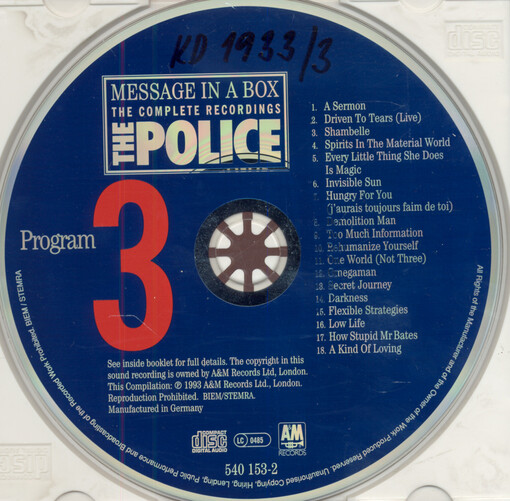 KD 1933/3
MESSAGE IN A BOX
THE COMPLETE RECORDINGS
THE POLICE
Program 3
1. A Sermon
2. Driven To Tears (Live)
3. Shambelle
4. Spirits In The Material World
5. Every Little Thing She Does
Is Magic
6. Invisible Sun
7. Hungry For You
(j'aurais toujours faim de toi)
8. Demolition Man
9. Too Much Information
10. Rehumanize Yourself
11. One World (Not Three)
12. Omegaman
13. Secret Journey
14. Darkness
15. Flexible Strategies
16. Low Life
17. How Stupid Mr Bates
18. A Kind Of Loving
See inside booklet for full details. The copyright in this
sound recording is owned by A&M Records Ltd., London.
This Compilation: ℗ 1993 A&M Records Ltd., London.
Reproduction Prohibited. BIEM/STEMRA.
Manufactured in Germany
COMPACT
disc
DIGITAL AUDIO
LC 0485
A&M
RECORDS
540 153-2
All Rights of the Manufacturer and of the Owner of the Work Reproduced Reserved. Unauthorised Copying, Hiring, Lending, Public Performance and Broadcasting of the Recorded Work Prohibited. BIEM / STEMRA
disc
disc